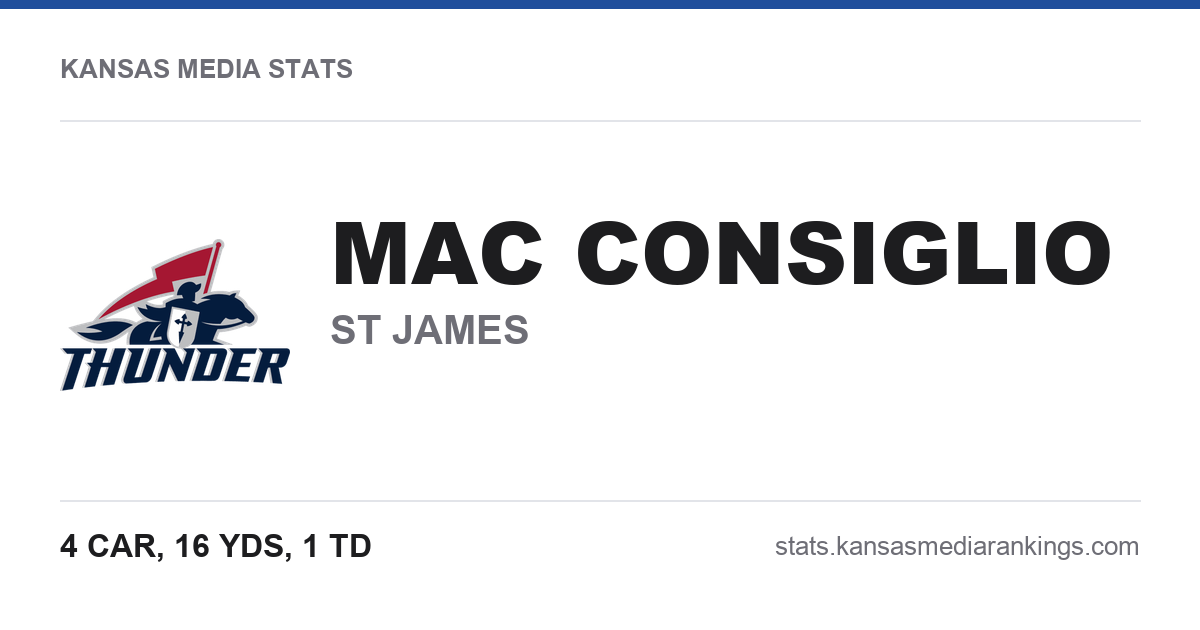 KANSAS MEDIA STATS
MAC CONSIGLIO
ST JAMES
THUNDER
4 CAR, 16 YDS, 1 TD
stats.kansasmediarankings.com